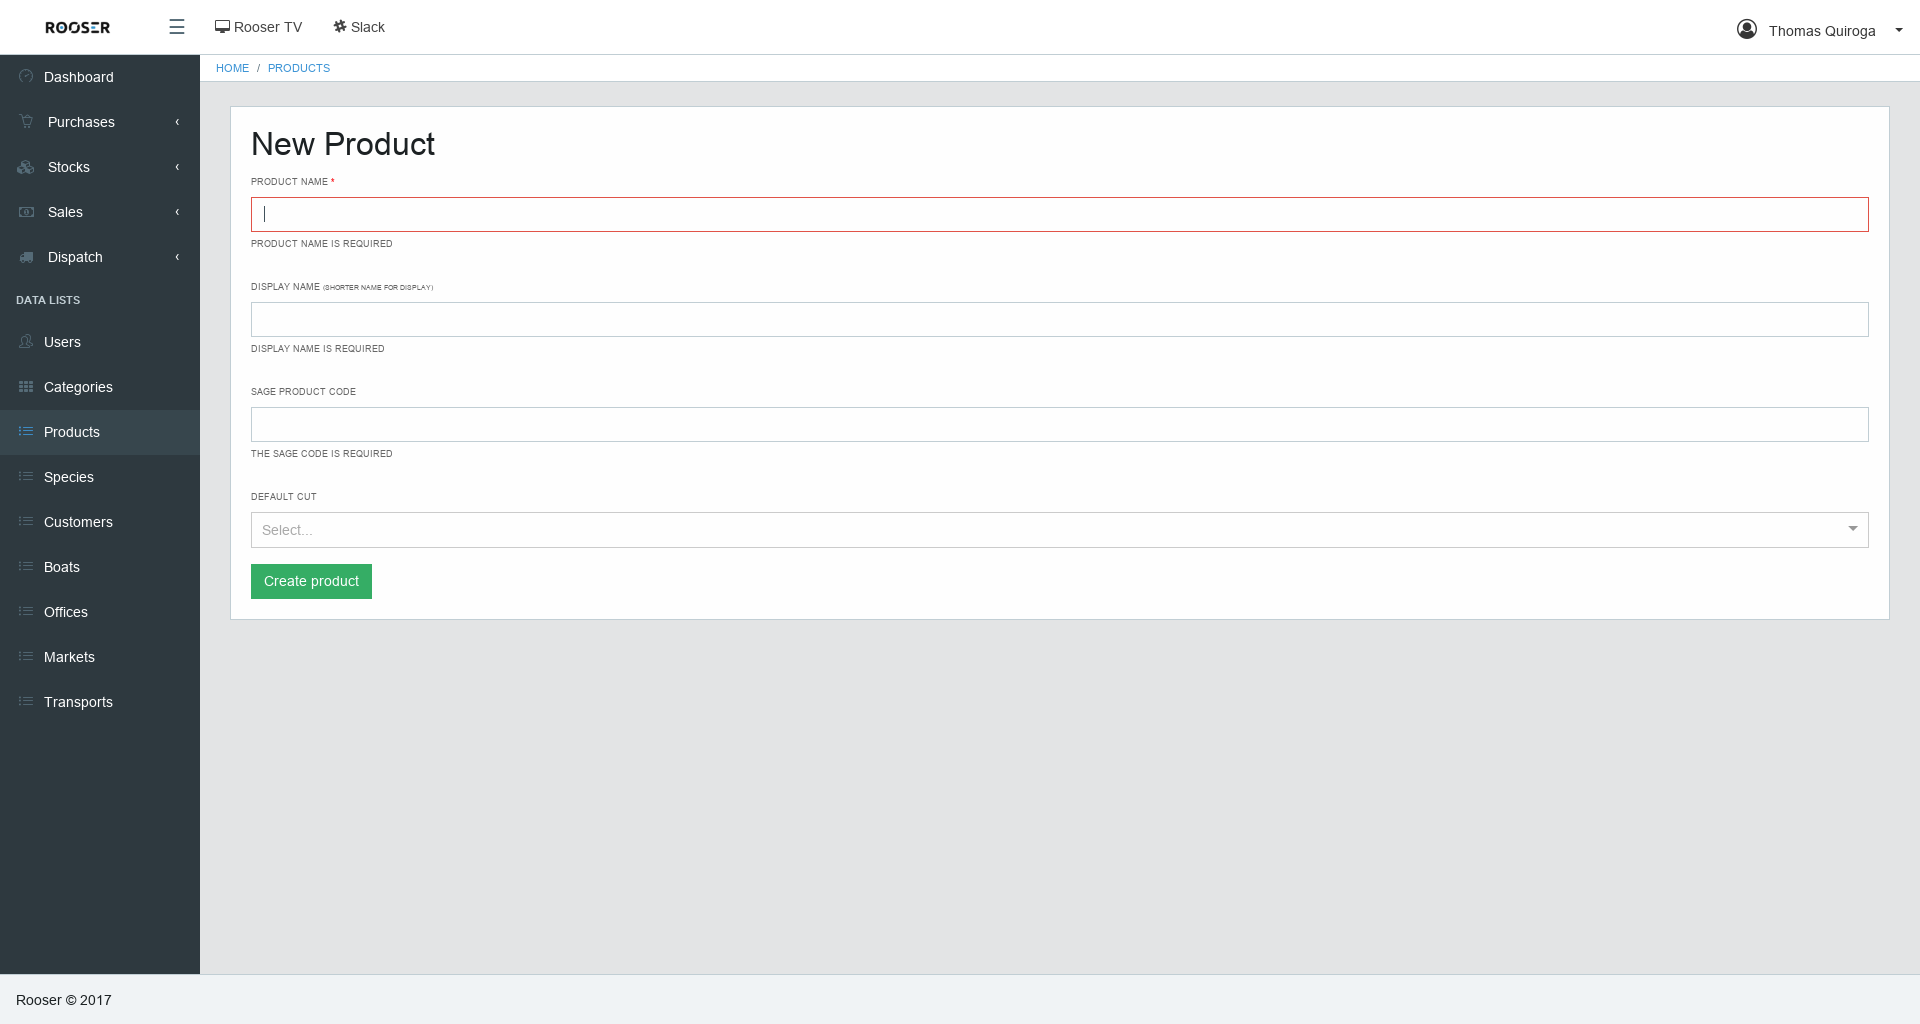 ROOSER
Rooser TV
Slack
Thomas Quiroga
HOME / PRODUCTS
Dashboard
Purchases
Stocks
Sales
Dispatch
DATA LISTS
Users
Categories
Products
Species
Customers
Boats
Offices
Markets
Transports
New Product
PRODUCT NAME *
PRODUCT NAME IS REQUIRED
DISPLAY NAME (SHORTER NAME FOR DISPLAY)
DISPLAY NAME IS REQUIRED
SAGE PRODUCT CODE
THE SAGE CODE IS REQUIRED
DEFAULT CUT
Select...
Create product
Rooser © 2017